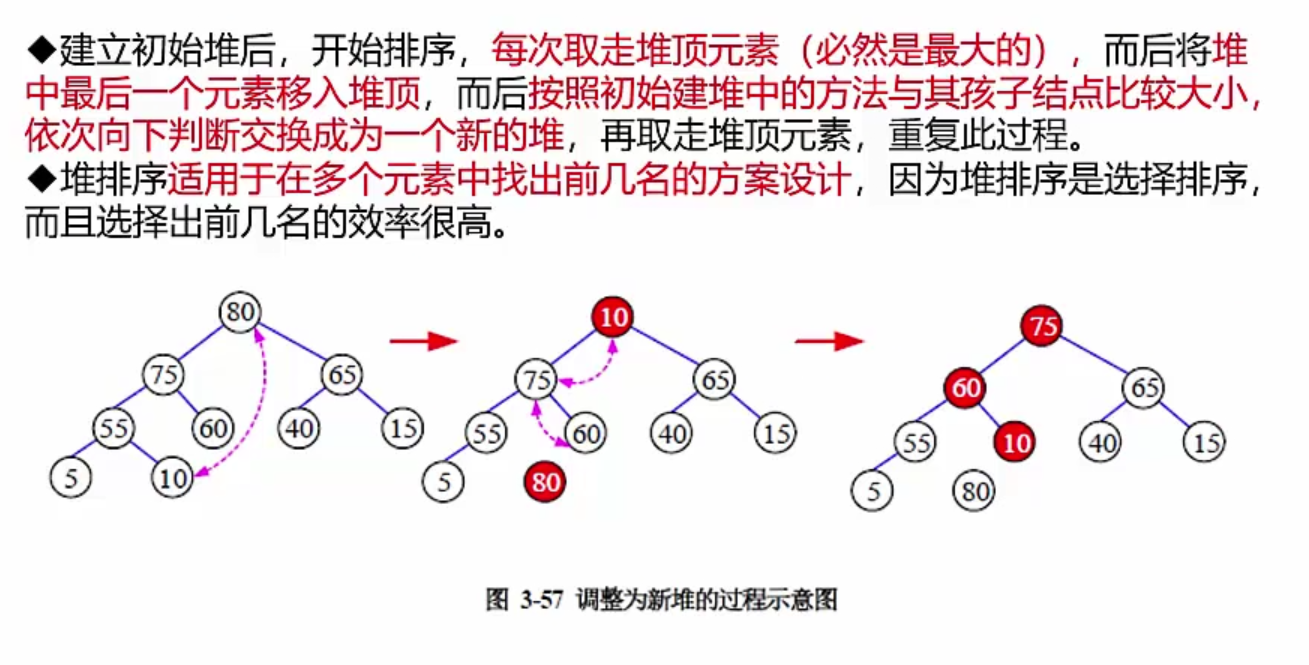 ◆建立初始堆后，开始排序，每次取走堆顶元素（必然是最大的），而后将堆
中最后一个元素移入堆顶，而后按照初始建堆中的方法与其孩子结点比较大小，
依次向下判断交换成为一个新的堆，再取走堆顶元素，重复此过程。
◆堆排序适用于在多个元素中找出前几名的方案设计，因为堆排序是选择排序，
而且选择出前几名的效率很高。
80
75 65
55 60 40 15
5 10
10
75 65
55 60 40 15
5 80
75
60 65
55 10 40 15
5 80
图 3-57 调整为新堆的过程示意图